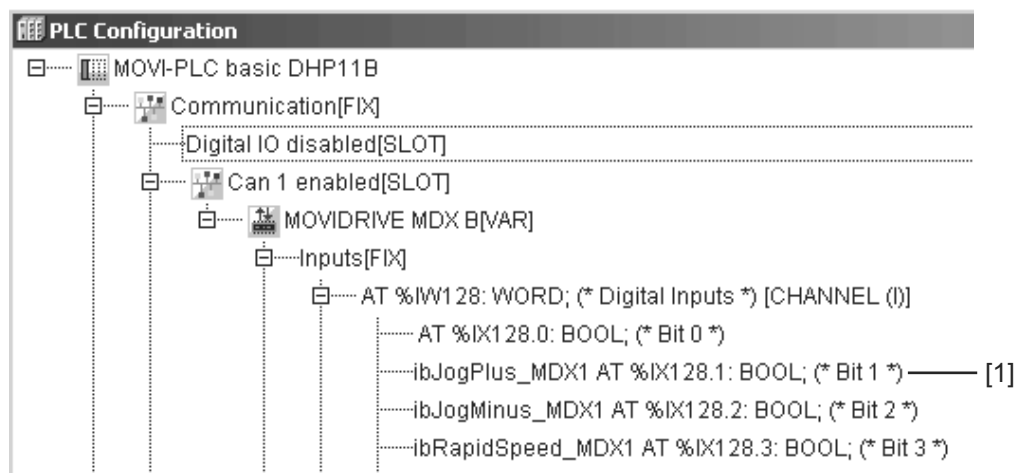 PLC Configuration
MOVI-PLC basic DHP11B
Communication[FIX]
Digital IO disabled[SLOT]
Can 1 enabled[SLOT]
MOVIDRIVE MDX B[VAR]
Inputs[FIX]
AT %IW128: WORD; (* Digital Inputs *) [CHANNEL (I)]
AT %IX128.0: BOOL; (* Bit 0 *)
ibJogPlus_MDX1 AT %IX128.1: BOOL; (* Bit 1 *) [1]
ibJogMinus_MDX1 AT %IX128.2: BOOL; (* Bit 2 *)
ibRapidSpeed_MDX1 AT %IX128.3: BOOL; (* Bit 3 *)